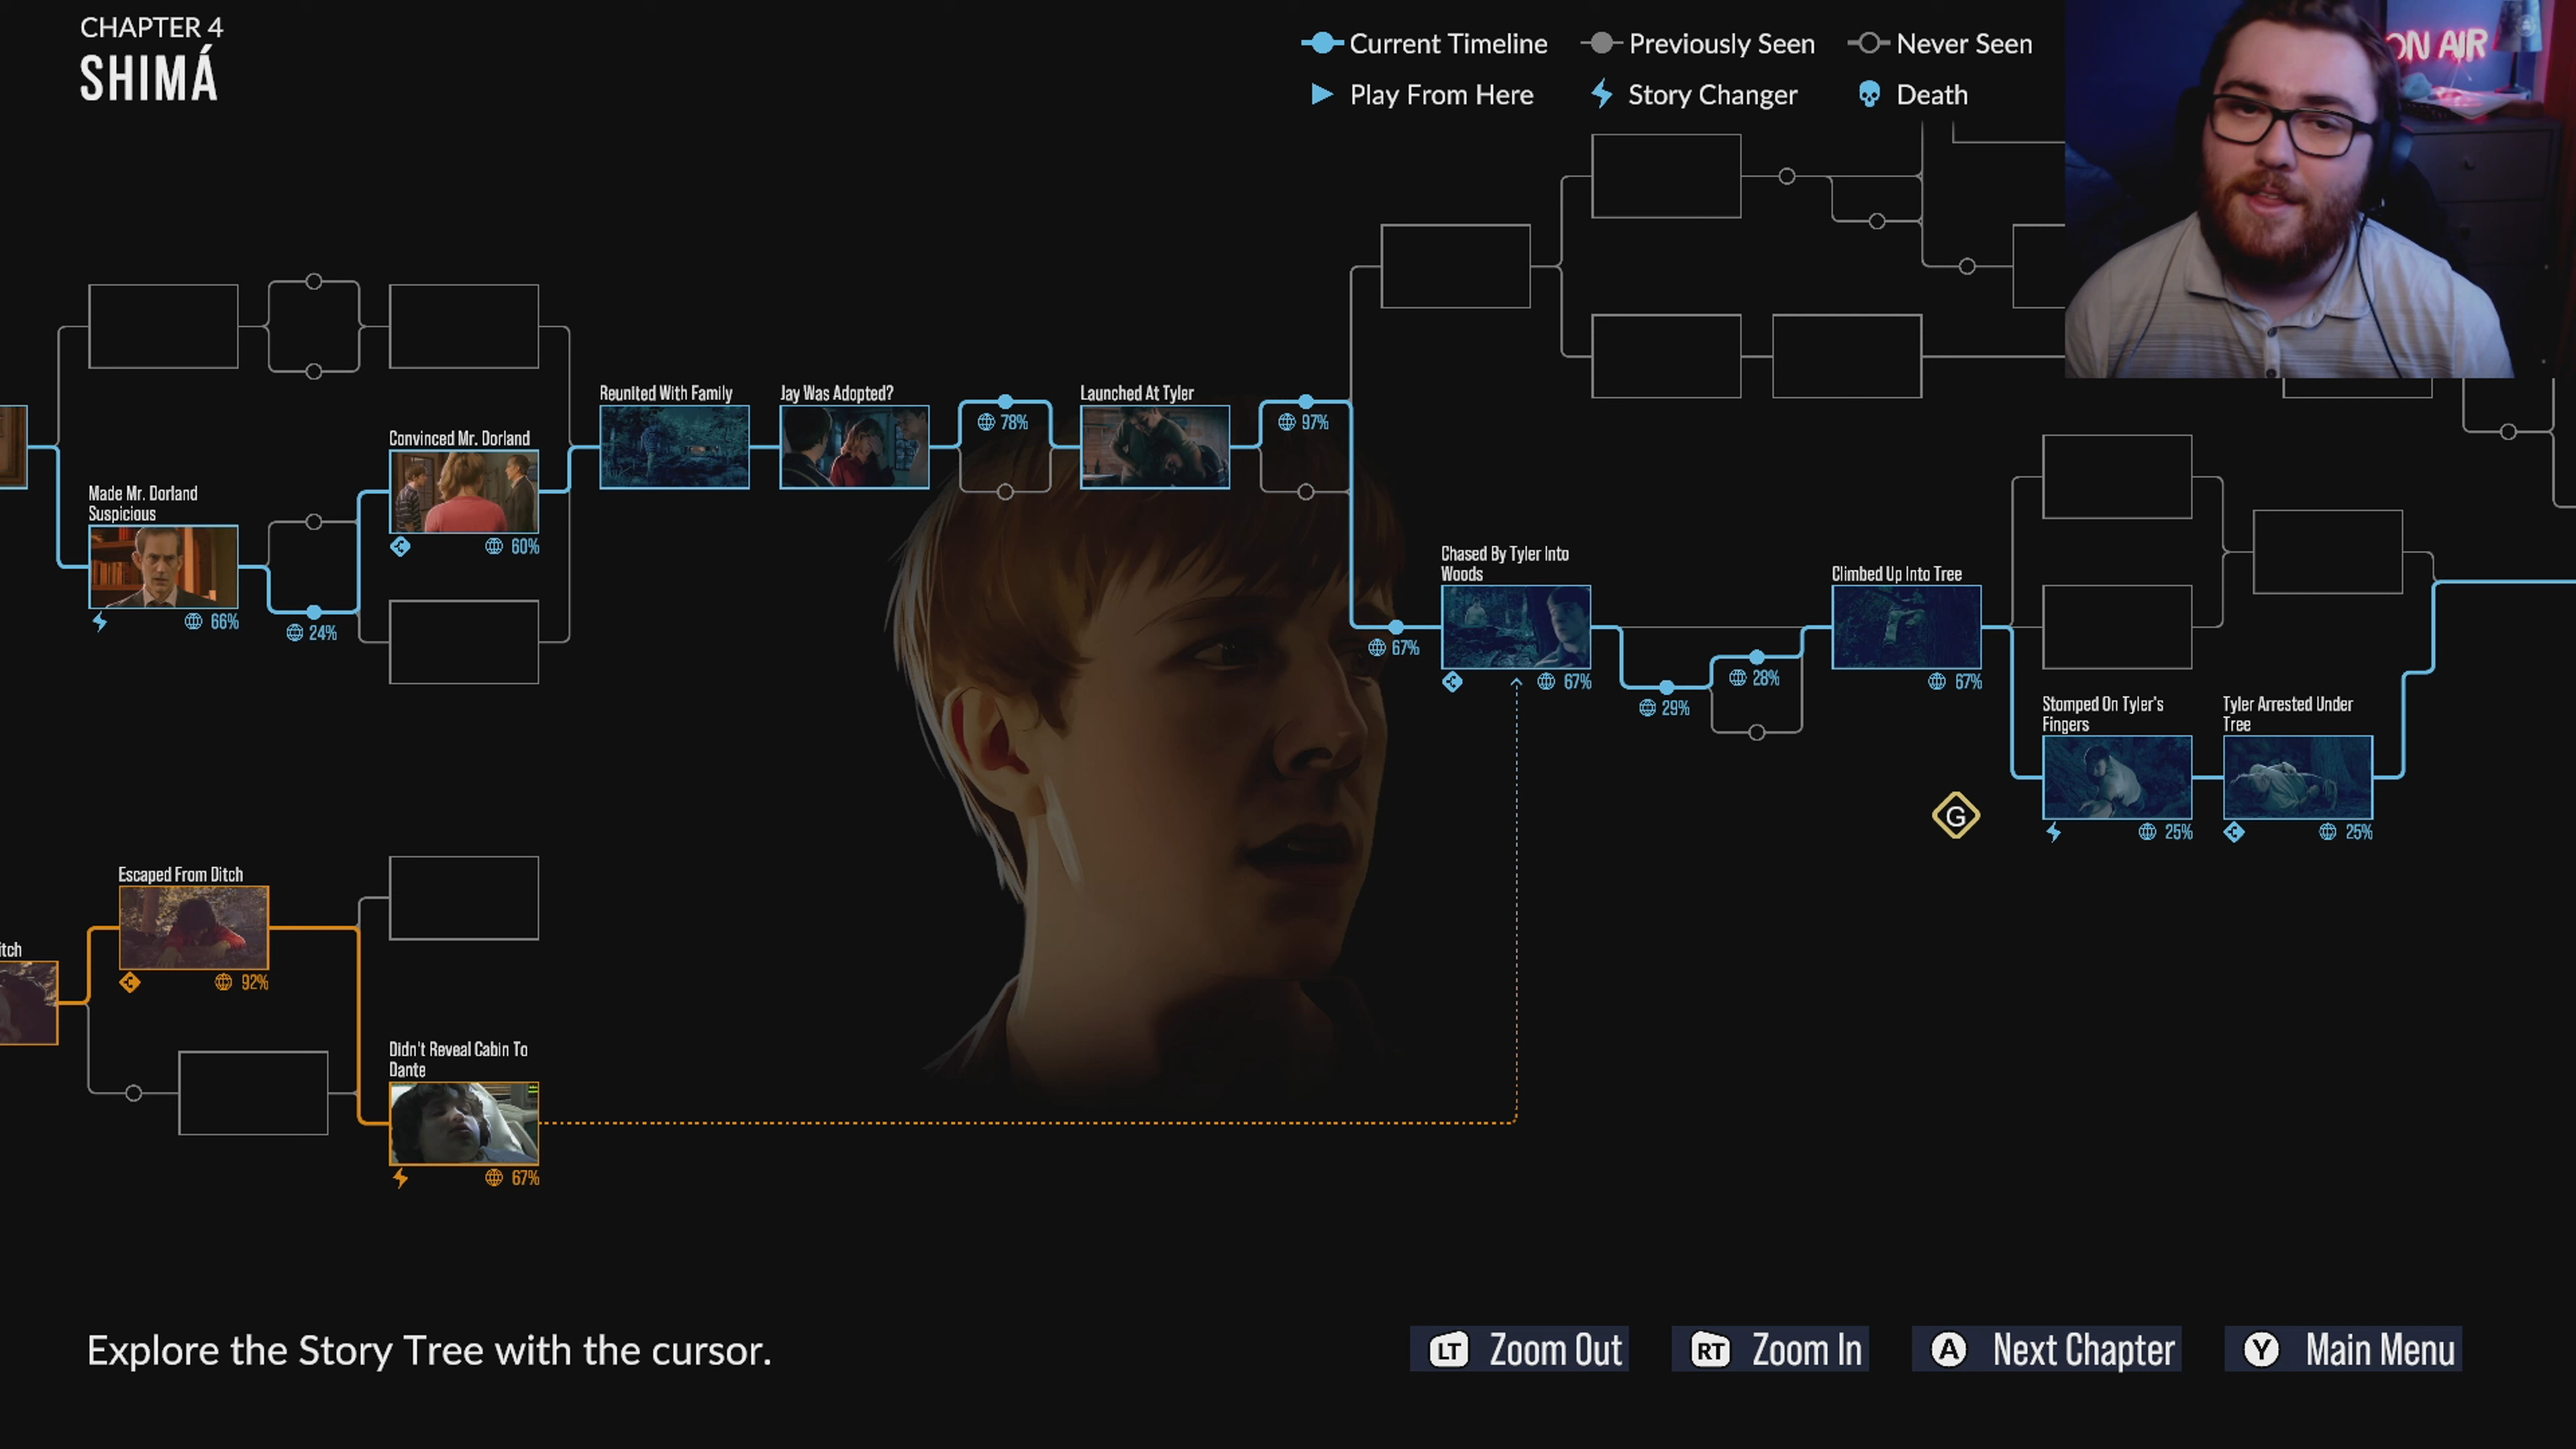 CHAPTER 4
SHIMÁ
Current Timeline
Previously Seen
Never Seen
Play From Here
Story Changer
Death
ON AIR
Reunited With Family
Jay Was Adopted?
78%
Launched At Tyler
97%
Convinced Mr. Dorland
60%
Made Mr. Dorland
Suspicious
66%
24%
Chased By Tyler Into
Woods
67%
67%
29%
28%
Climbed Up Into Tree
67%
Stomped On Tyler's
Fingers
25%
Tyler Arrested Under
Tree
25%
G
Escaped From Ditch
92%
itch
Didn't Reveal Cabin To
Dante
67%
Explore the Story Tree with the cursor.
LT Zoom Out
RT Zoom In
A Next Chapter
Y Main Menu